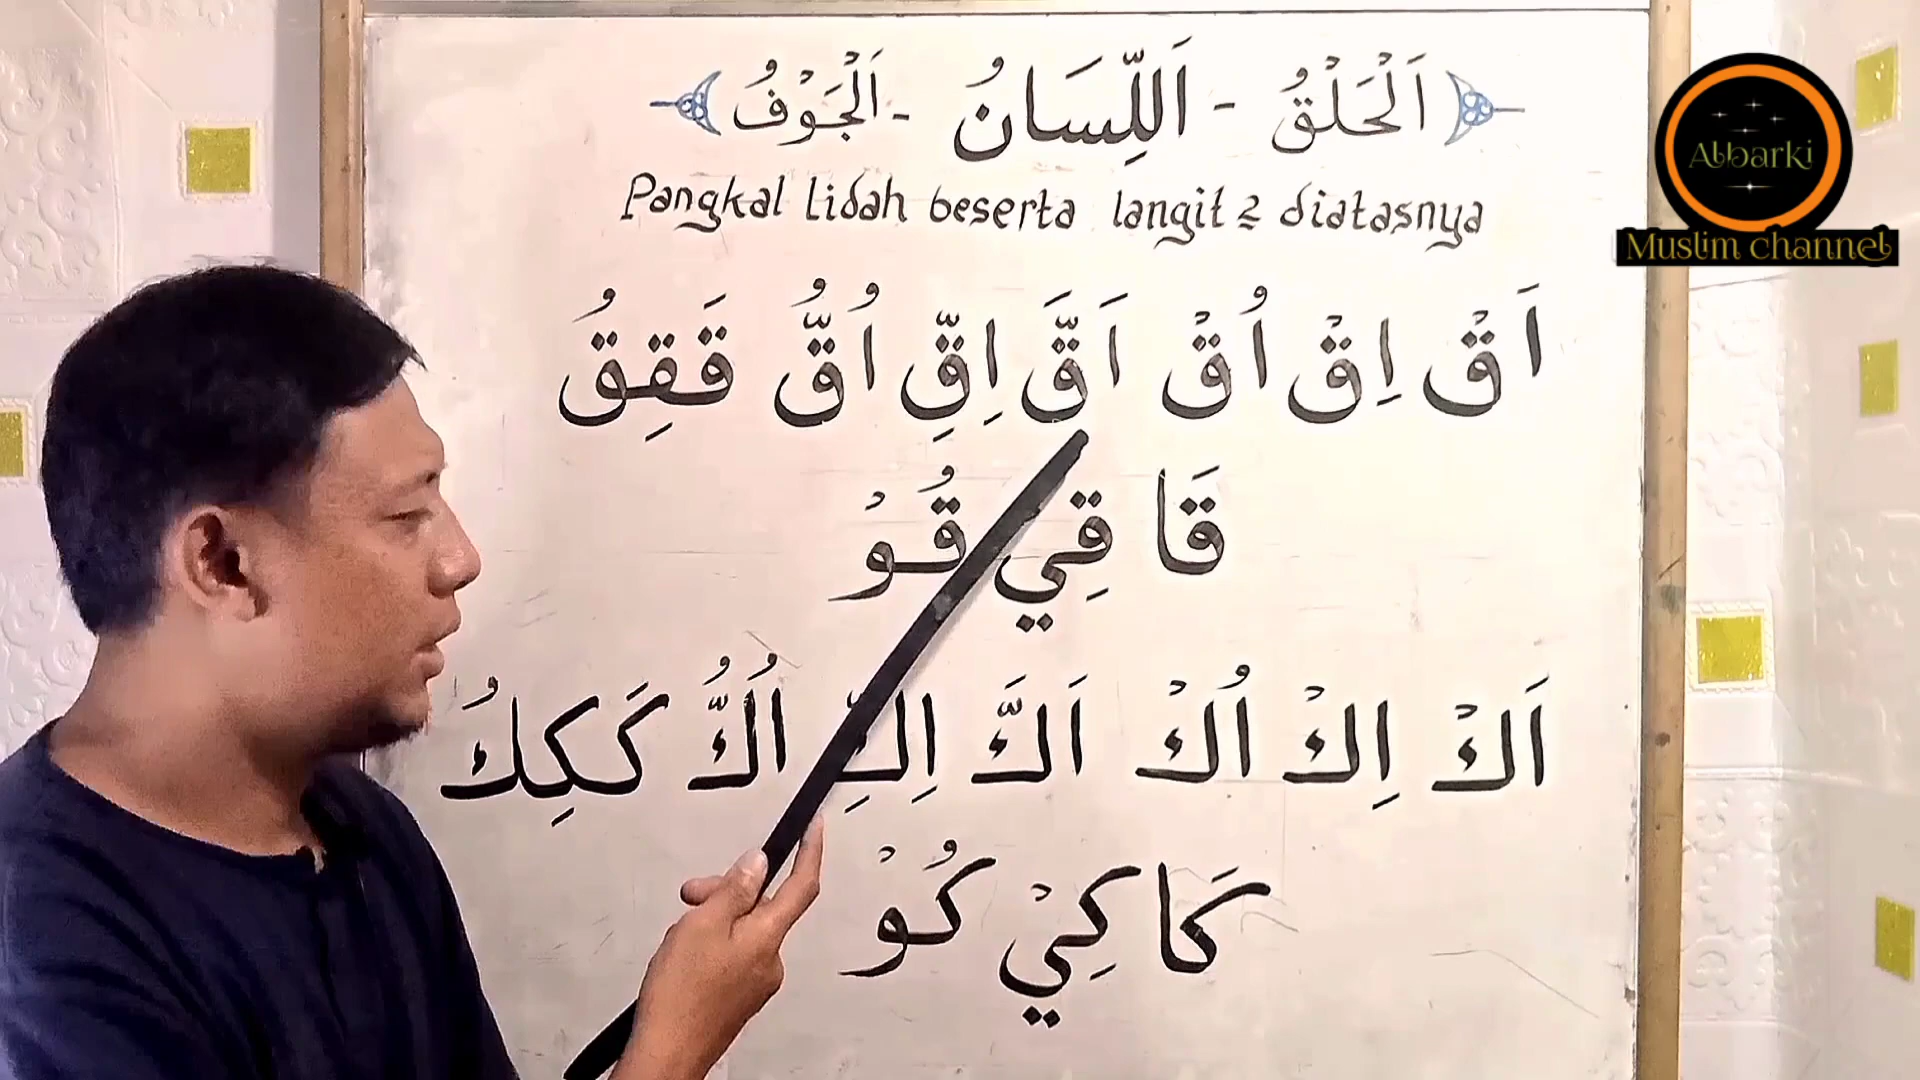 اَلْحَلْقُ - اَللِّسَانُ - اَلْجَوْفُ
Pangkal lidah beserta langit2 diatasnya
اَقْ اِقْ اُقْ اَقَّ اِقِّ اُقُّ قَقِقُ
قَا قِي قُوْ
اَكْ اِكْ اُكْ اَكَّ اِكِّ اُكُّ كَكِكُ
كَا كِيْ كُوْ
Abbarki
Muslim channel